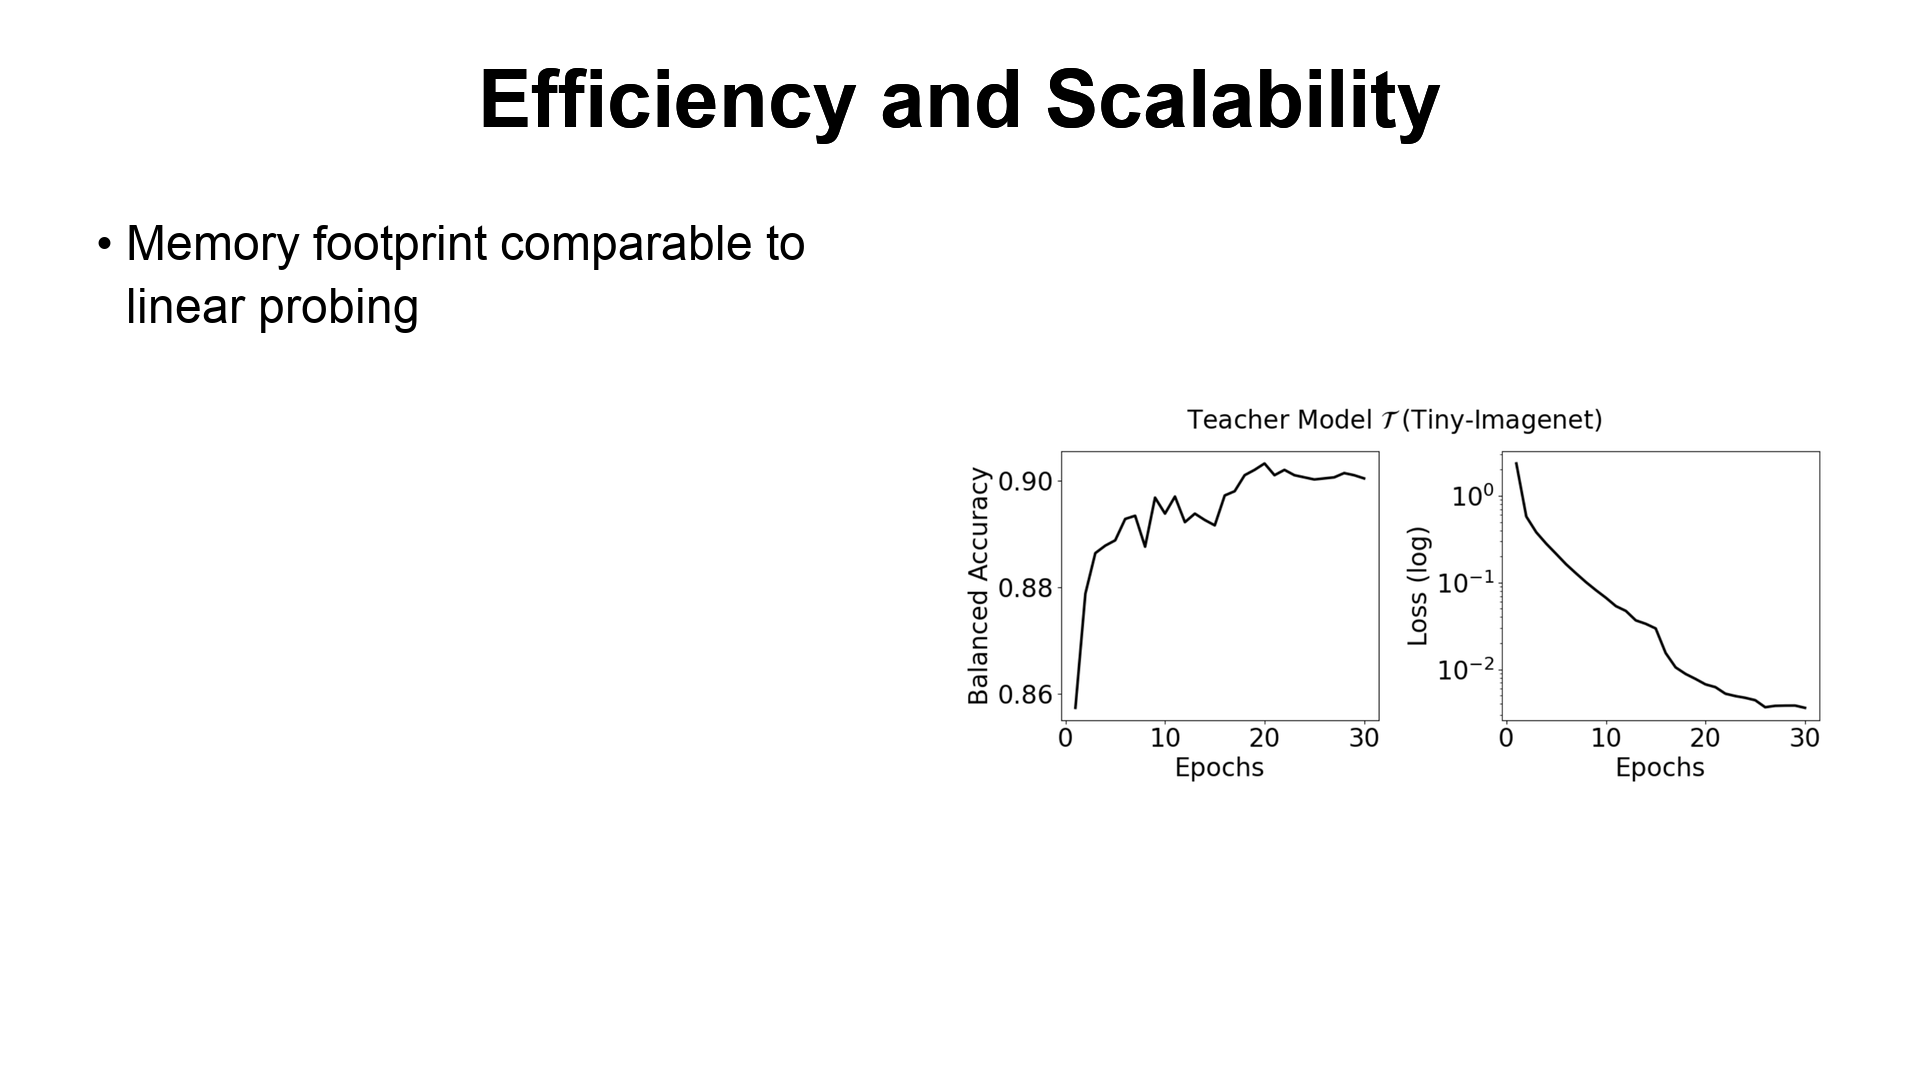 Efficiency and Scalability
• Memory footprint comparable to
linear probing
Teacher Model 𝒯 (Tiny-Imagenet)
Balanced Accuracy
0.90
0.88
0.86
0 10 20 30
Epochs
Loss (log)
10⁰
10⁻¹
10⁻²
0 10 20 30
Epochs